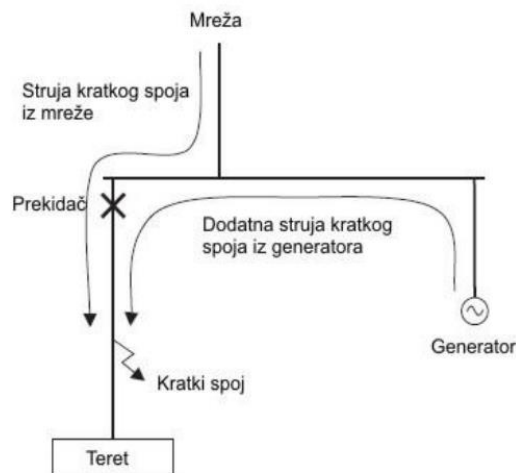 Mreža
Struja kratkog spoja
iz mreže
Prekidač
Dodatna struja kratkog
spoja iz generatora
Generator
Kratki spoj
Teret